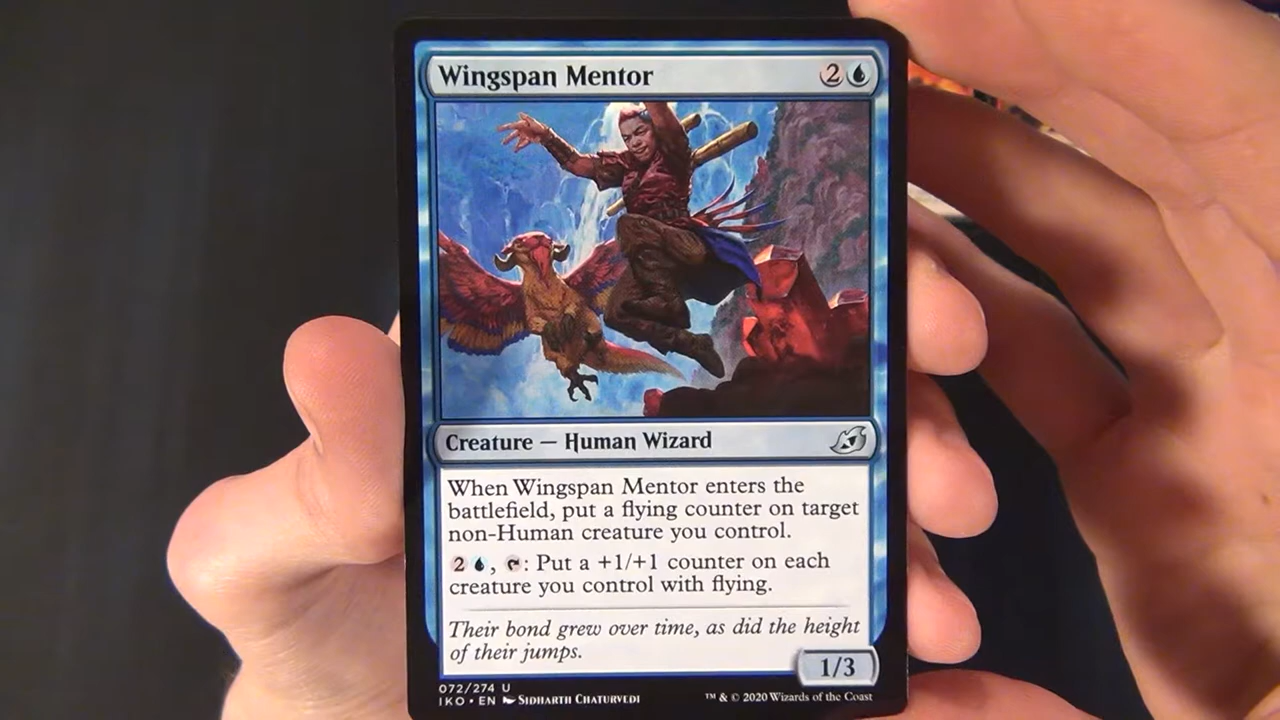 Wingspan Mentor 2
Creature — Human Wizard
When Wingspan Mentor enters the
battlefield, put a flying counter on target
non-Human creature you control.
2, : Put a +1/+1 counter on each
creature you control with flying.
Their bond grew over time, as did the height
of their jumps.
1/3
072/274 U
IKO • EN Sidharth Chaturvedi
™ & © 2020 Wizards of the Coast